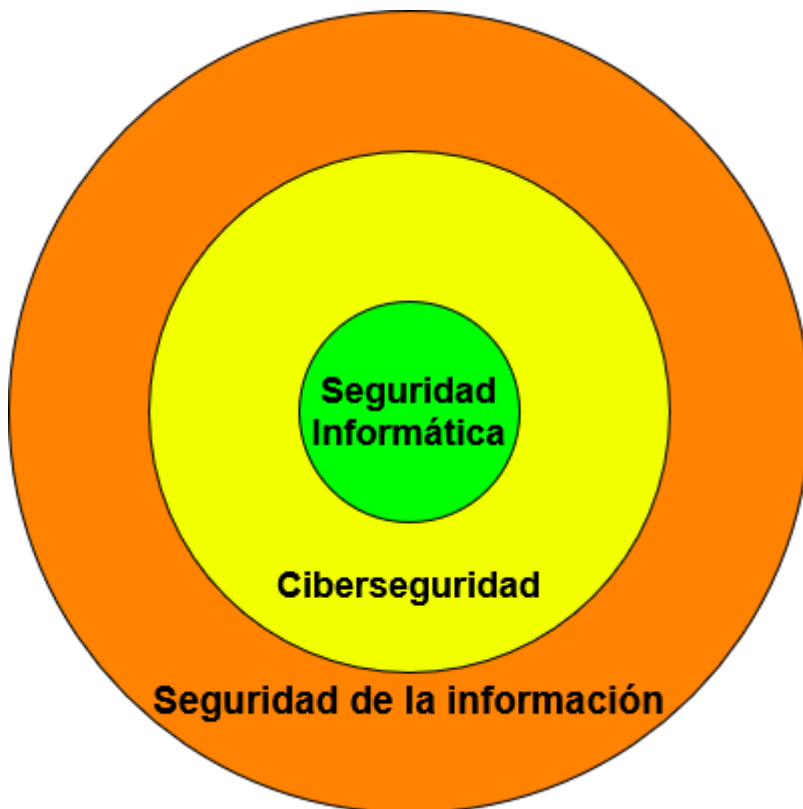 Seguridad
Informática
Ciberseguridad
Seguridad de la información